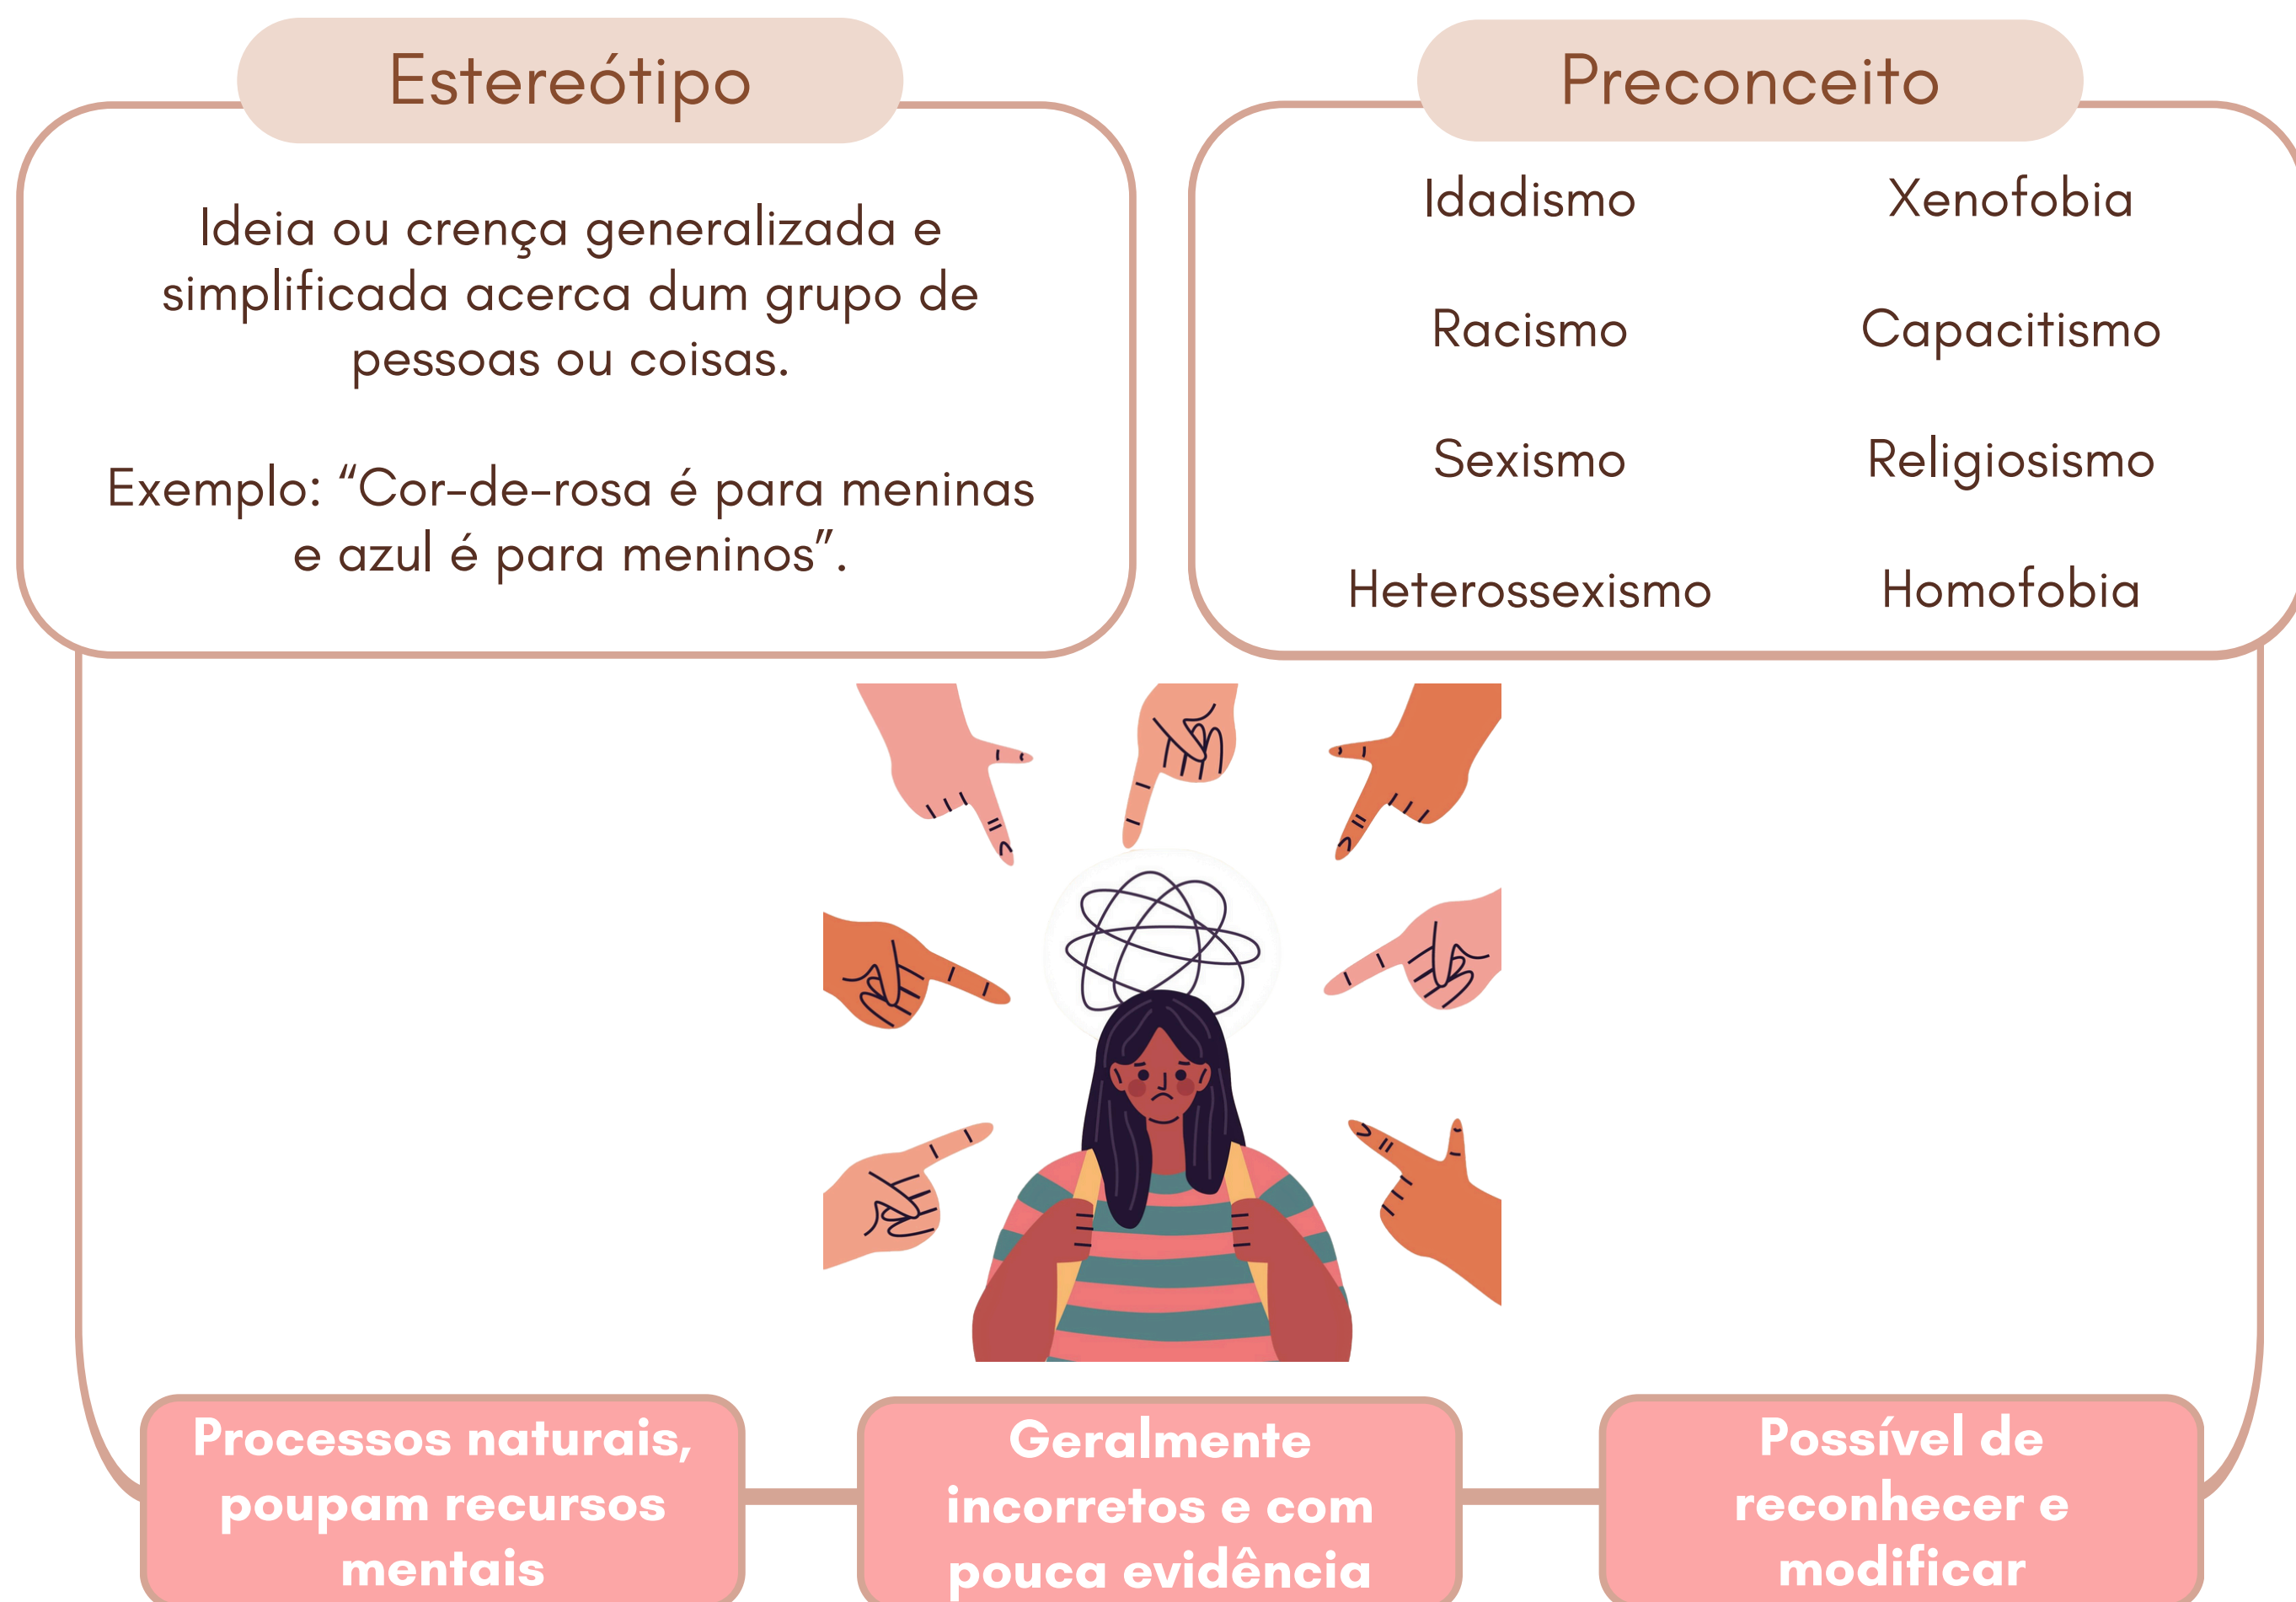 Estereótipo
Ideia ou crença generalizada e
simplificada acerca dum grupo de
pessoas ou coisas.
Exemplo: “Cor-de-rosa é para meninas
e azul é para meninos”.
Preconceito
Idadismo
Xenofobia
Racismo
Capacitismo
Sexismo
Religiosismo
Heterossexismo
Homofobia
Processos naturais,
poupam recursos
mentais
Geralmente
incorretos e com
pouca evidência
Possível de
reconhecer e
modificar